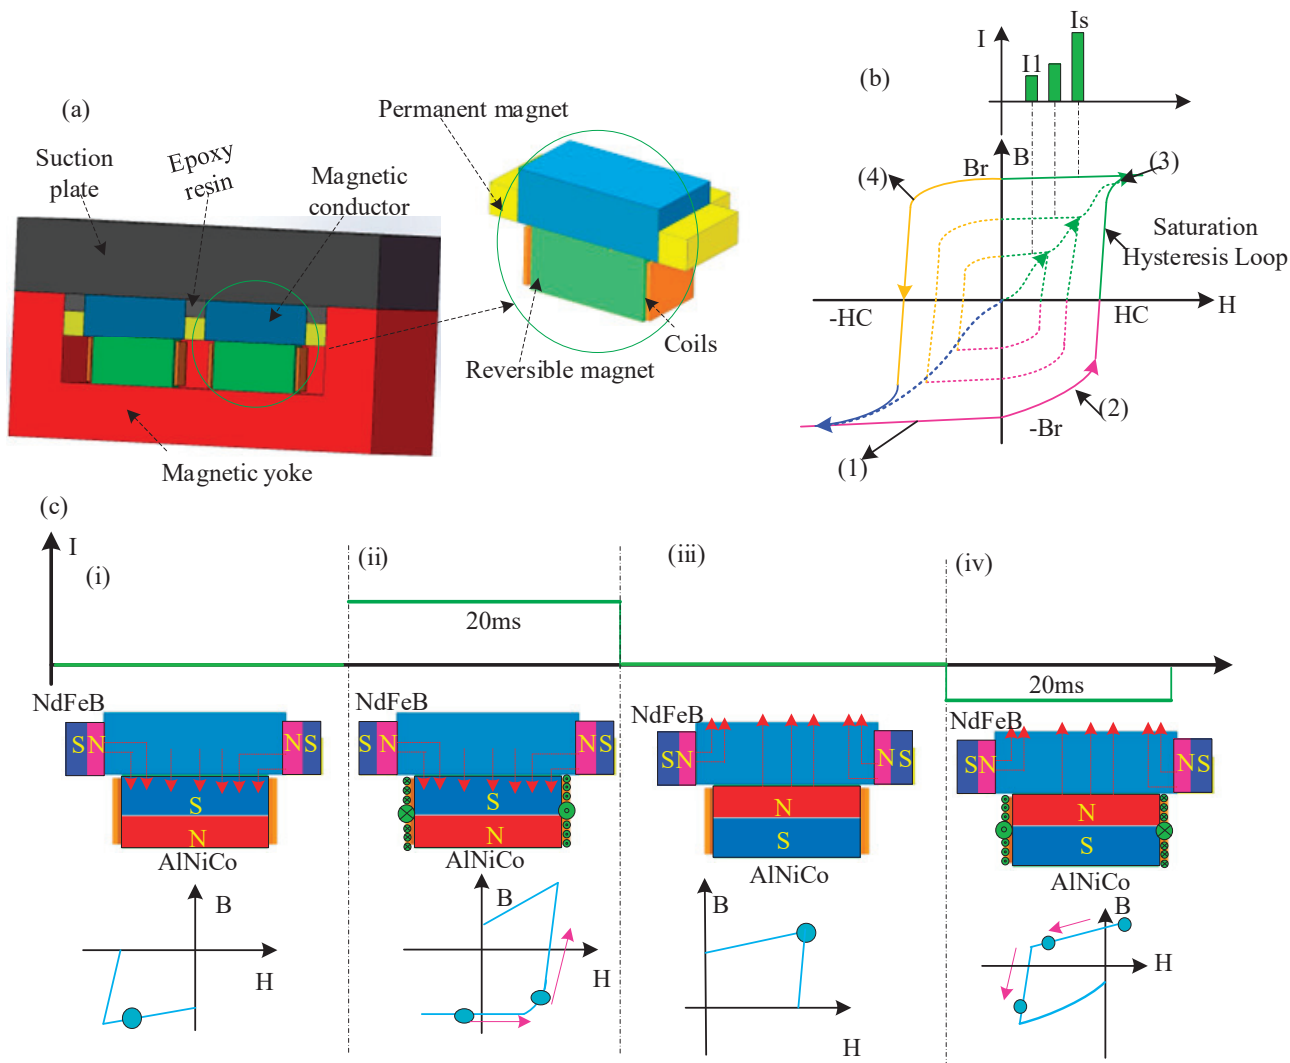 (a)
Suction
plate
Epoxy
resin
Magnetic
conductor
Permanent magnet
Reversible magnet
Coils
Magnetic yoke
(b)
I
Is
I1
B
Br
(4)
(3)
Saturation
Hysteresis Loop
-HC
HC
H
(2)
-Br
(1)
(c)
I
(i)
(ii)
(iii)
(iv)
20ms
20ms
NdFeB
S N
N S
S
N
AlNiCo
B
H
NdFeB
S N
N S
S
N
AlNiCo
B
H
NdFeB
SN
N S
N
S
AlNiCo
B
H
NdFeB
SN
N S
N
S
AlNiCo
B
H